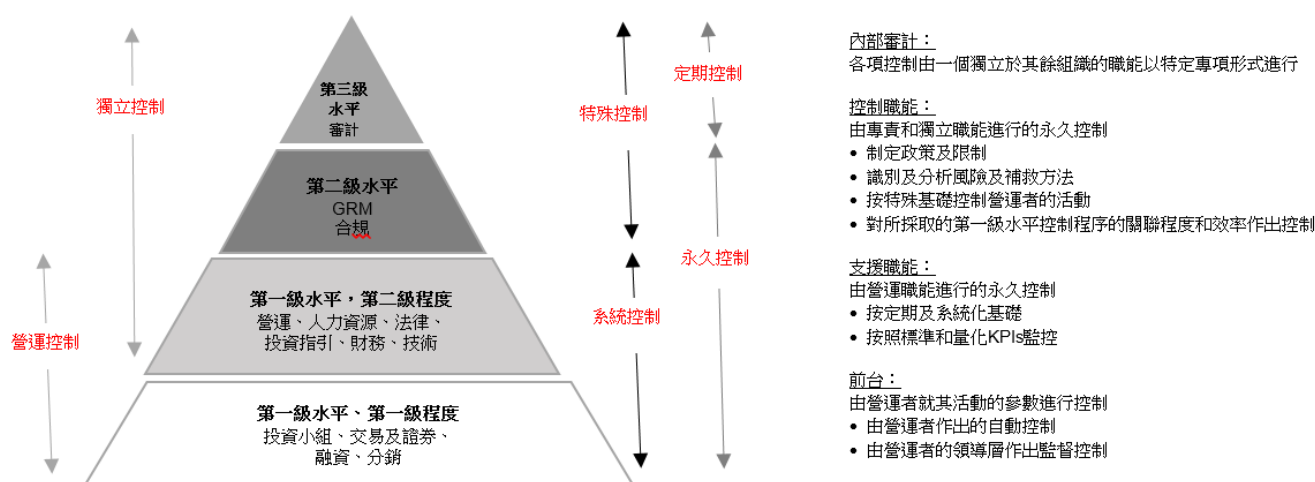 第三級
水平
審計
第二級水平
GRM
合規
第一級水平，第二級程度
營運、人力資源、法律、
投資指引、財務、技術
第一級水平、第一級程度
投資小組、交易及證券、
融資、分銷
獨立控制
營運控制
特殊控制
系統控制
定期控制
永久控制
內部審計：
各項控制由一個獨立於其餘組織的職能以特定專項形式進行
控制職能：
由專責和獨立職能進行的永久控制
• 制定政策及限制
• 識別及分析風險及補救方法
• 按特殊基礎控制營運者的活動
• 對所採取的第一級水平控制程序的關聯程度和效率作出控制
支援職能：
由營運職能進行的永久控制
• 按定期及系統化基礎
• 按照標準和量化KPIs監控
前台：
由營運者就其活動的參數進行控制
• 由營運者作出的自動控制
• 由營運者的領導層作出監督控制